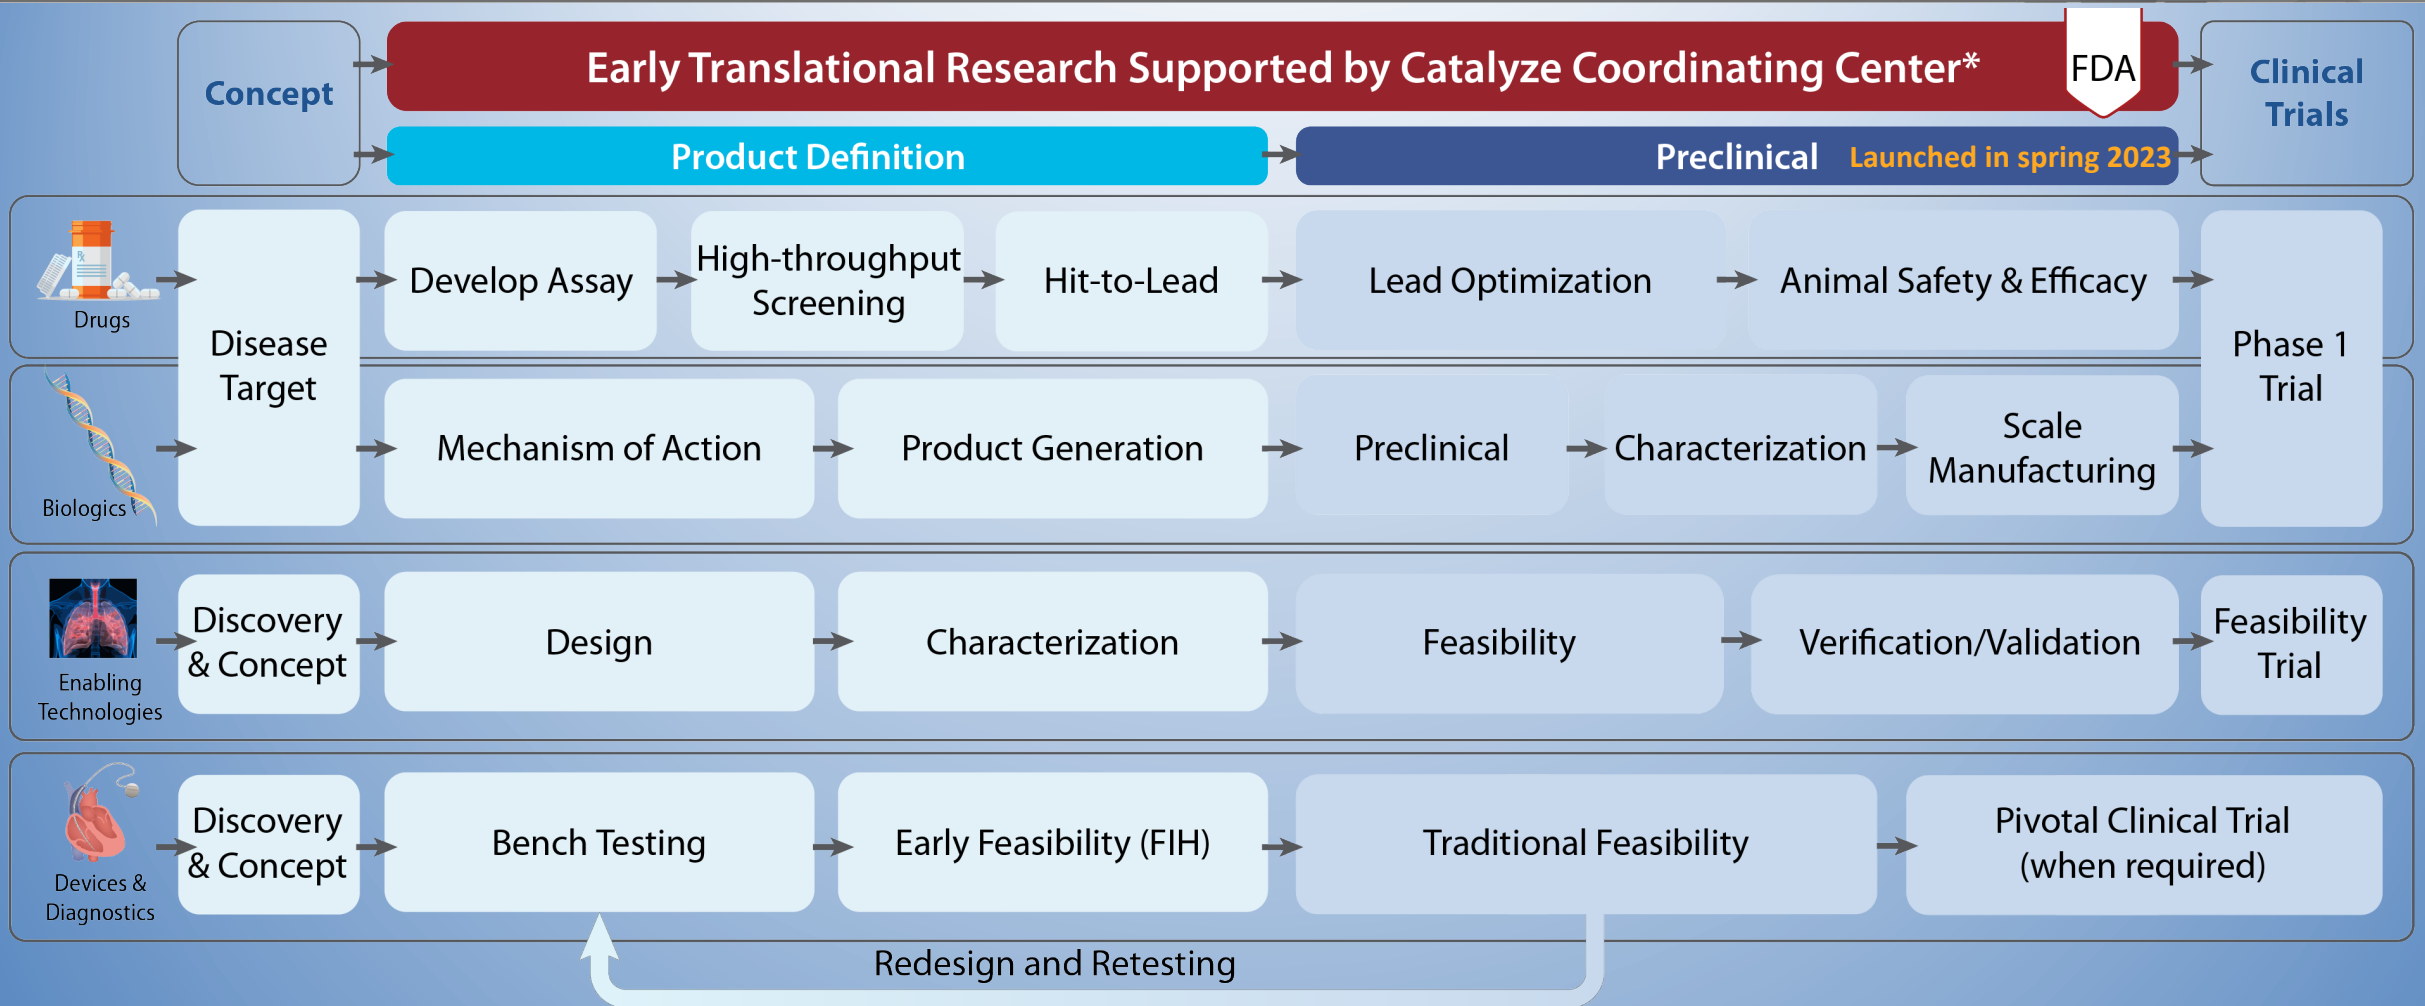 Concept
Early Translational Research Supported by Catalyze Coordinating Center*
FDA
Clinical
Trials
Product Definition
Preclinical
Launched in spring 2023
Rx
Drugs
Disease
Target
Develop Assay
High-throughput
Screening
Hit-to-Lead
Lead Optimization
Animal Safety & Efficacy
Phase 1
Trial
Biologics
Mechanism of Action
Product Generation
Preclinical
Characterization
Scale
Manufacturing
Enabling
Technologies
Discovery
& Concept
Design
Characterization
Feasibility
Verification/Validation
Feasibility
Trial
Devices &
Diagnostics
Discovery
& Concept
Bench Testing
Early Feasibility (FIH)
Traditional Feasibility
Pivotal Clinical Trial
(when required)
Redesign and Retesting